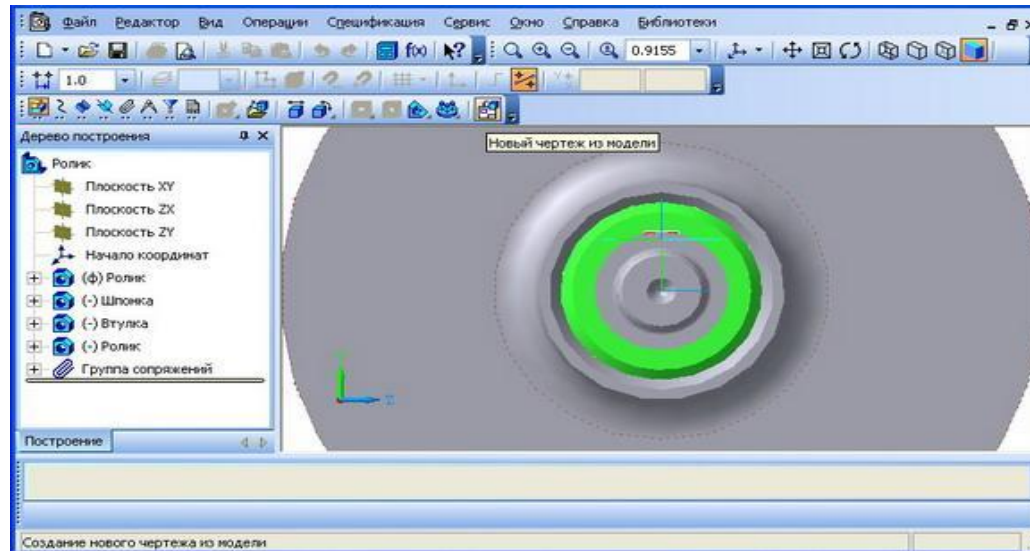 Файл Редактор Вид Операции Спецификация Сервис Окно Справка Библиотеки
f(x) 0.9155
1.0
Дерево построения
Новый чертеж из модели
Ролик
Плоскость XY
Плоскость ZX
Плоскость ZY
Начало координат
(ф) Ролик
(-) Шпонка
(-) Втулка
(-) Ролик
Группа сопряжений
Z
Построение
Создание нового чертежа из модели